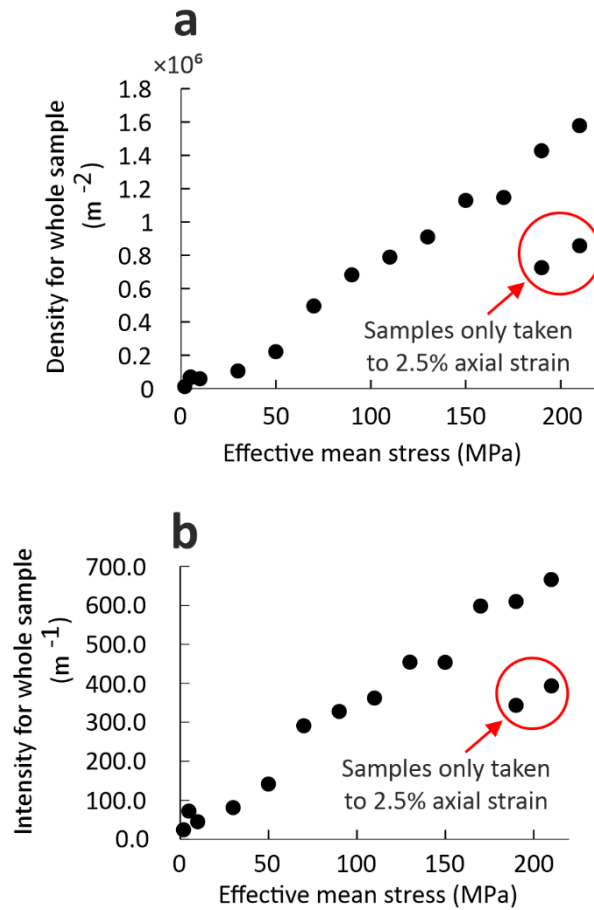 a
×10⁶
1.8
1.6
1.4
1.2
1
0.8
0.6
0.4
0.2
0
Density for whole sample
(m⁻²)
Samples only taken
to 2.5% axial strain
0 50 100 150 200
Effective mean stress (MPa)
b
700.0
600.0
500.0
400.0
300.0
200.0
100.0
0.0
Intensity for whole sample
(m⁻¹)
Samples only taken
to 2.5% axial strain
0 50 100 150 200
Effective mean stress (MPa)